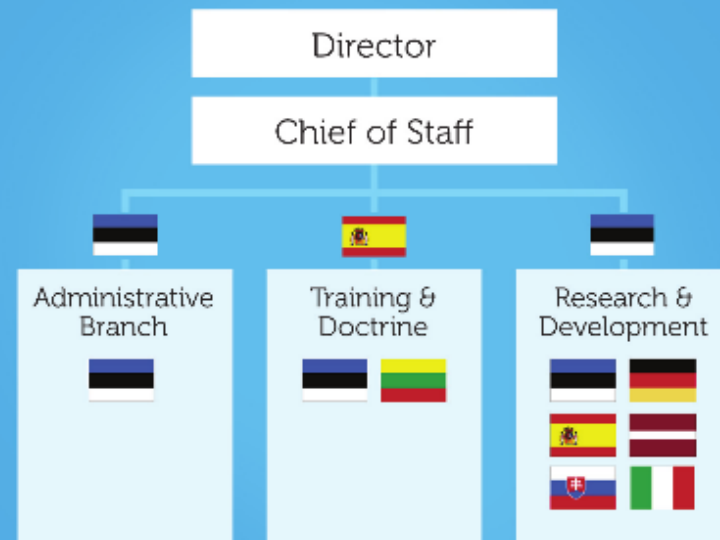 Director
Chief of Staff
Administrative
Branch
Training &
Doctrine
Research &
Development